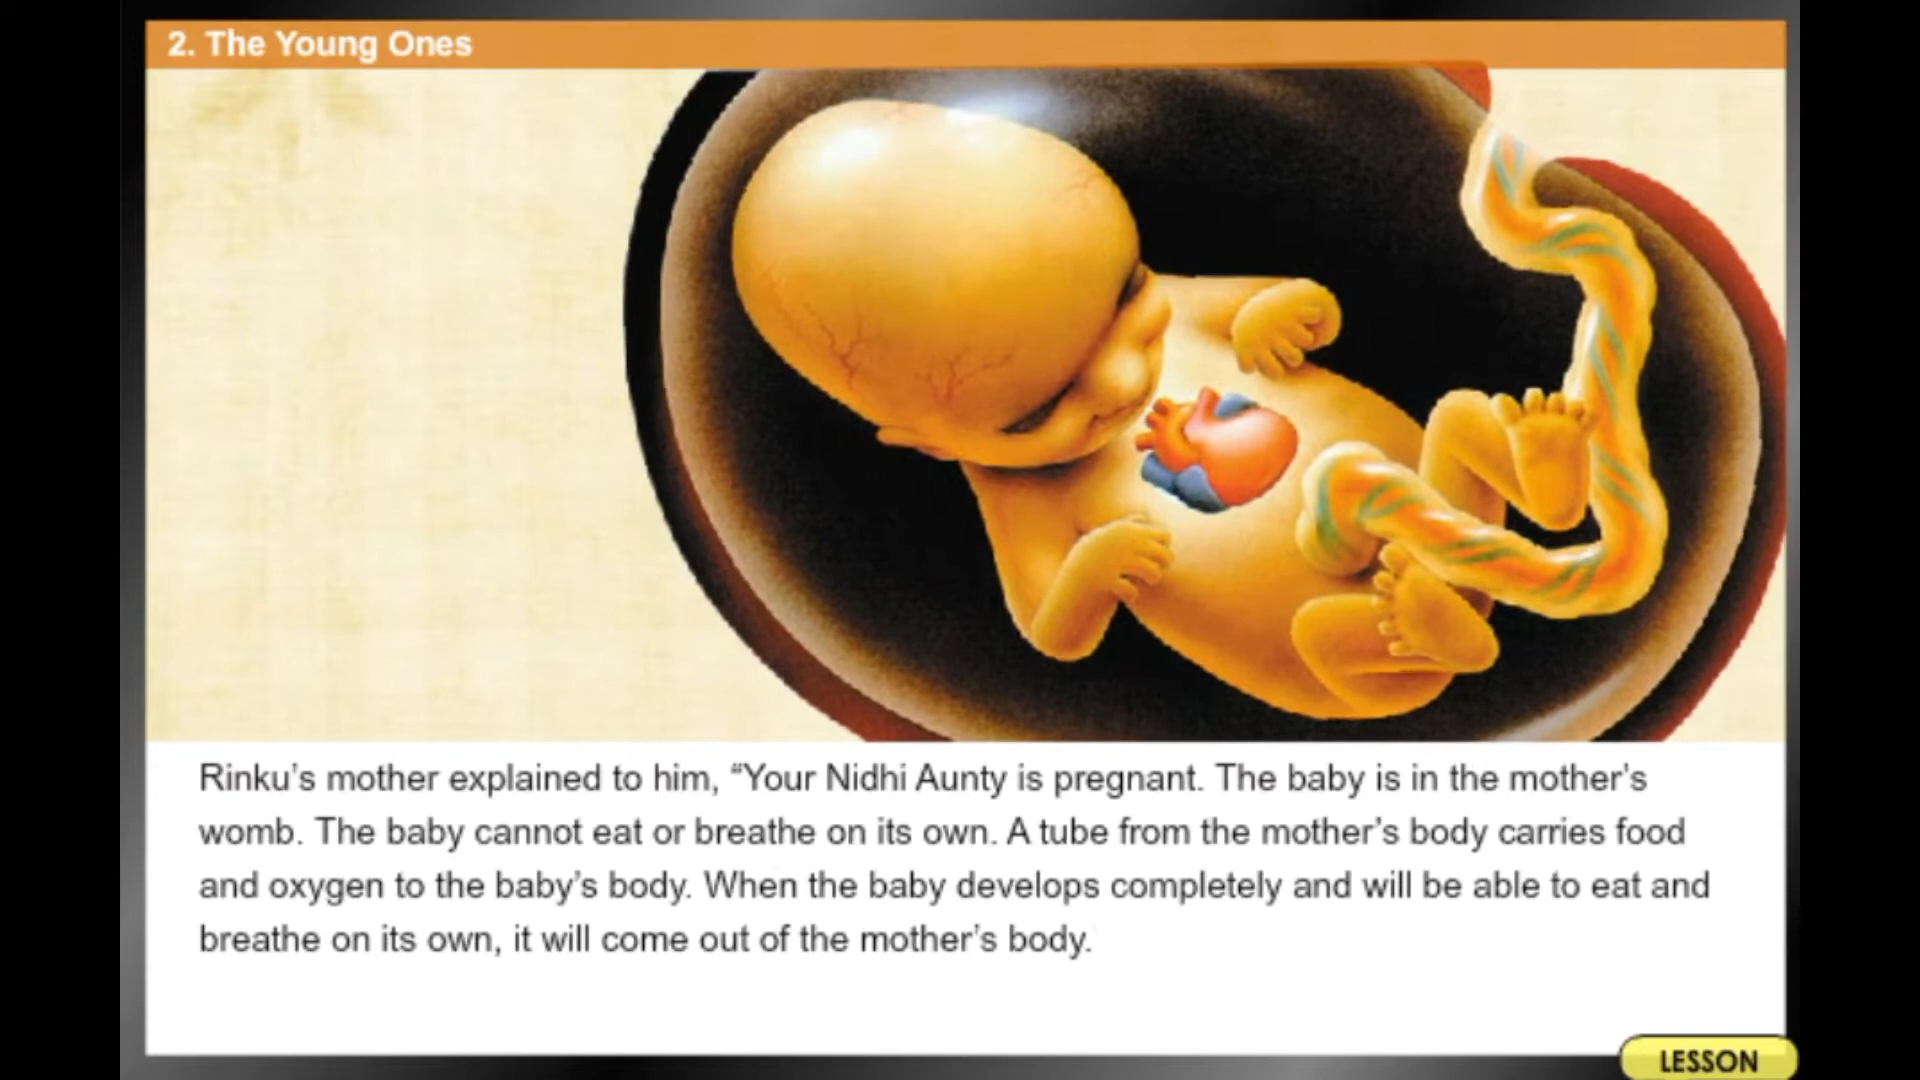 2. The Young Ones
Rinku’s mother explained to him, “Your Nidhi Aunty is pregnant. The baby is in the mother’s
womb. The baby cannot eat or breathe on its own. A tube from the mother’s body carries food
and oxygen to the baby’s body. When the baby develops completely and will be able to eat and
breathe on its own, it will come out of the mother’s body.
LESSON